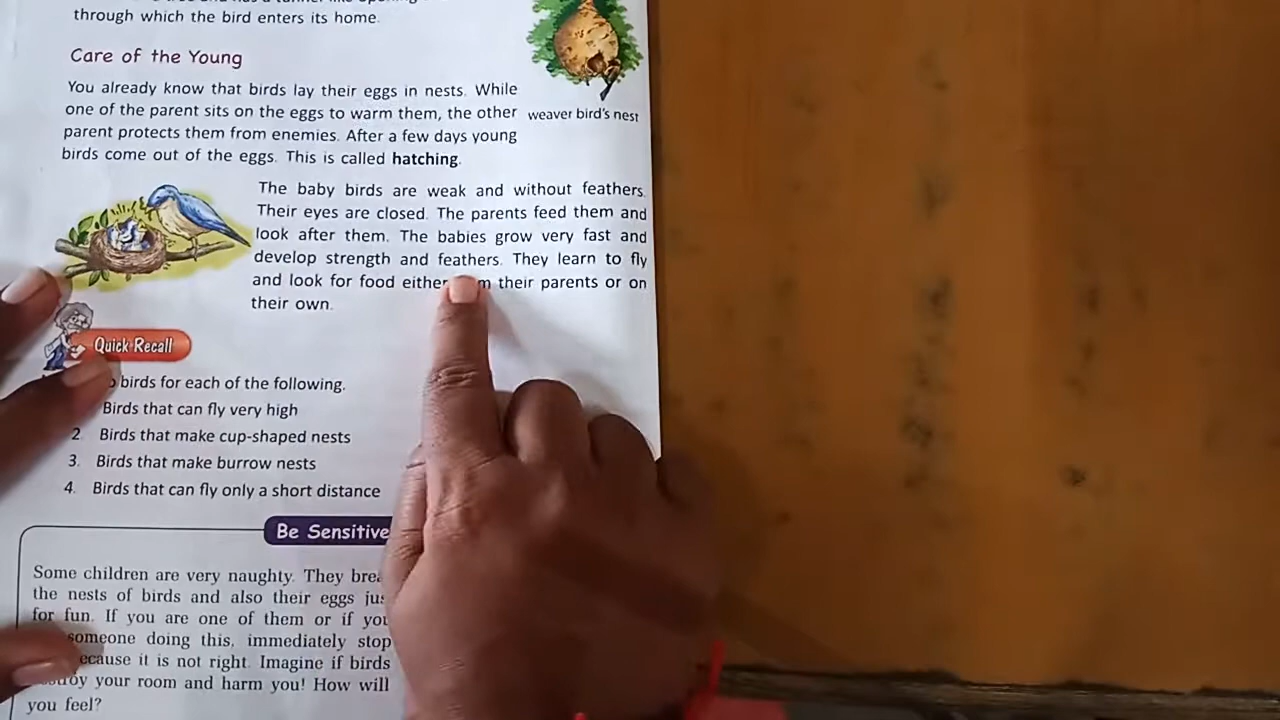 through which the bird enters its home.
Care of the Young
You already know that birds lay their eggs in nests. While
one of the parent sits on the eggs to warm them, the other
parent protects them from enemies. After a few days young
birds come out of the eggs. This is called hatching.
weaver bird's nest
The baby birds are weak and without feathers.
Their eyes are closed. The parents feed them and
look after them. The babies grow very fast and
develop strength and feathers. They learn to fly
and look for food either their parents or on
their own.
Quick Recall
birds for each of the following.
Birds that can fly very high
2. Birds that make cup-shaped nests
3. Birds that make burrow nests
4. Birds that can fly only a short distance
Be Sensitive
Some children are very naughty. They
the nests of birds and also their eggs
for fun. If you are one of them or if
someone doing this, immediately stop
it is not right. Imagine if birds
your room and harm you! How will
you feel?